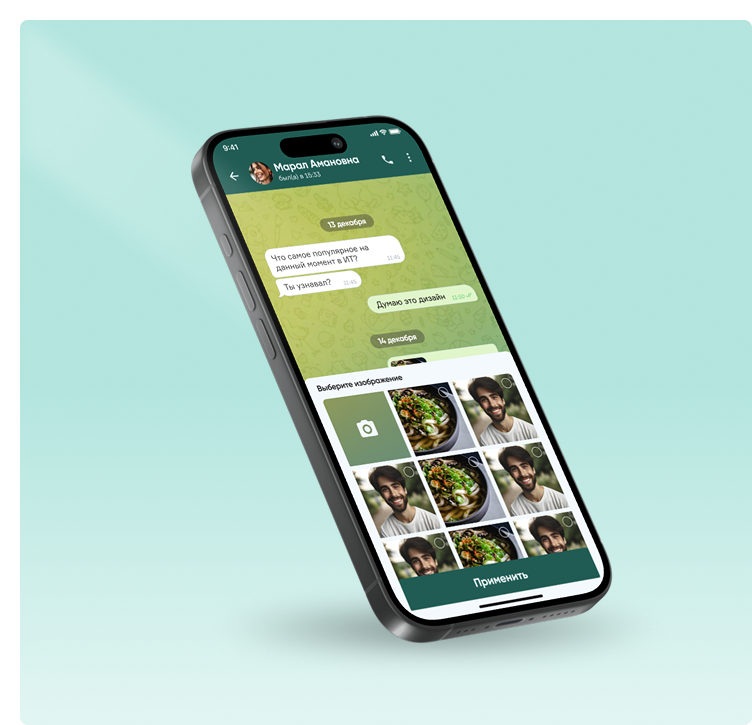 9:41
Марал Амановна
был(а) в 15:33
13 декабря
Что самое популярное на
данный момент в ИТ?
11:45
Ты узнавал?
11:45
Думаю это дизайн
11:50
14 декабря
Выберите изображение
Применить